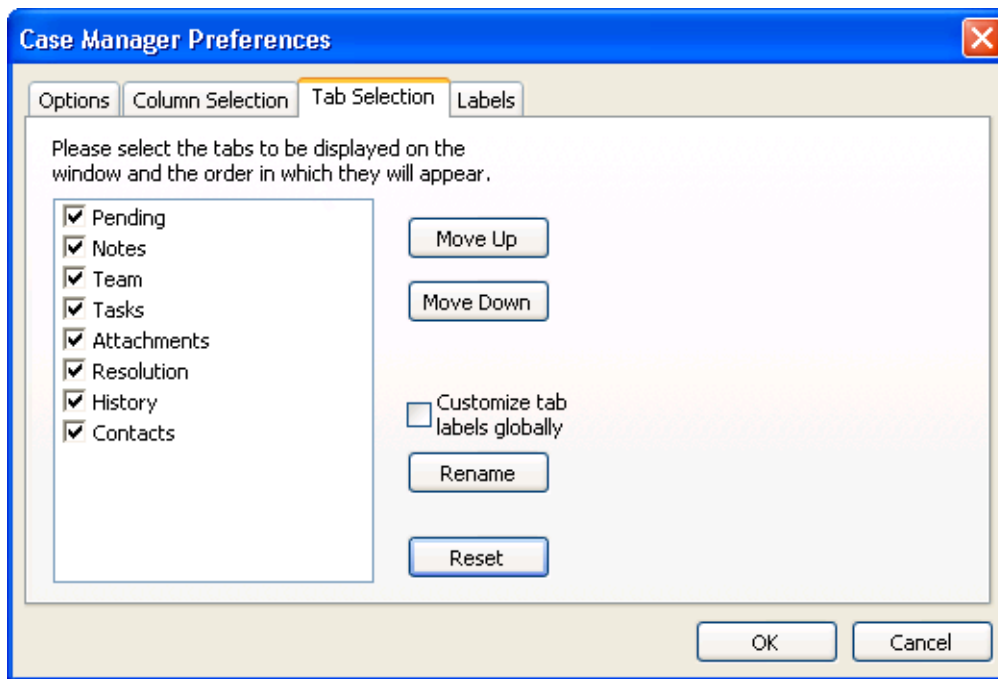 Case Manager Preferences
Options
Column Selection
Tab Selection
Labels
Please select the tabs to be displayed on the
window and the order in which they will appear.
Pending
Notes
Team
Tasks
Attachments
Resolution
History
Contacts
Move Up
Move Down
Customize tab
labels globally
Rename
Reset
OK
Cancel